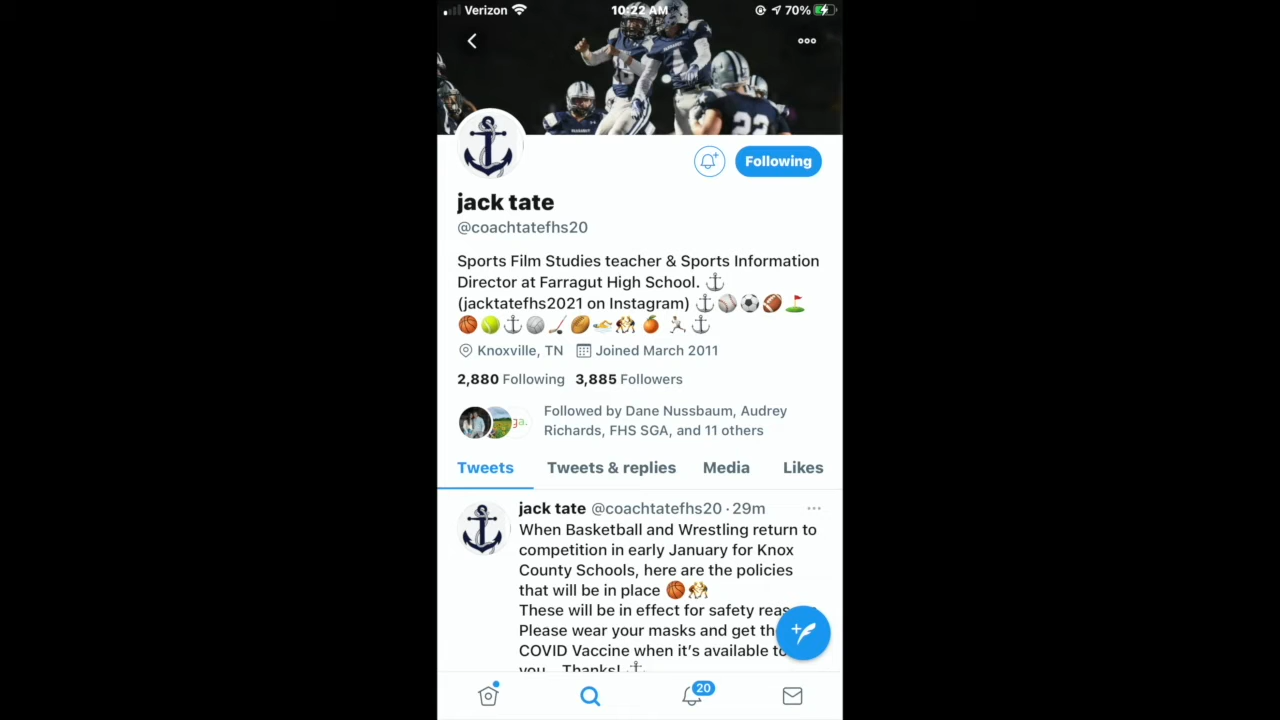 Verizon 10:22 AM 70%
22
Following
jack tate
@coachtatefhs20
Sports Film Studies teacher & Sports Information
Director at Farragut High School. ⚓
(jacktatefhs2021 on Instagram) ⚓⚾⚽🏈⛳
🏀🎾⚓🏐🏒🏉🏊🤼🍊🏃⚓
Knoxville, TN Joined March 2011
2,880 Following 3,885 Followers
ga.
Followed by Dane Nussbaum, Audrey
Richards, FHS SGA, and 11 others
Tweets Tweets & replies Media Likes
jack tate @coachtatefhs20 · 29m
When Basketball and Wrestling return to
competition in early January for Knox
County Schools, here are the policies
that will be in place 🏀🤼
These will be in effect for safety
Please wear your masks and get
COVID Vaccine when it's available
you Thanks! ⚓
20